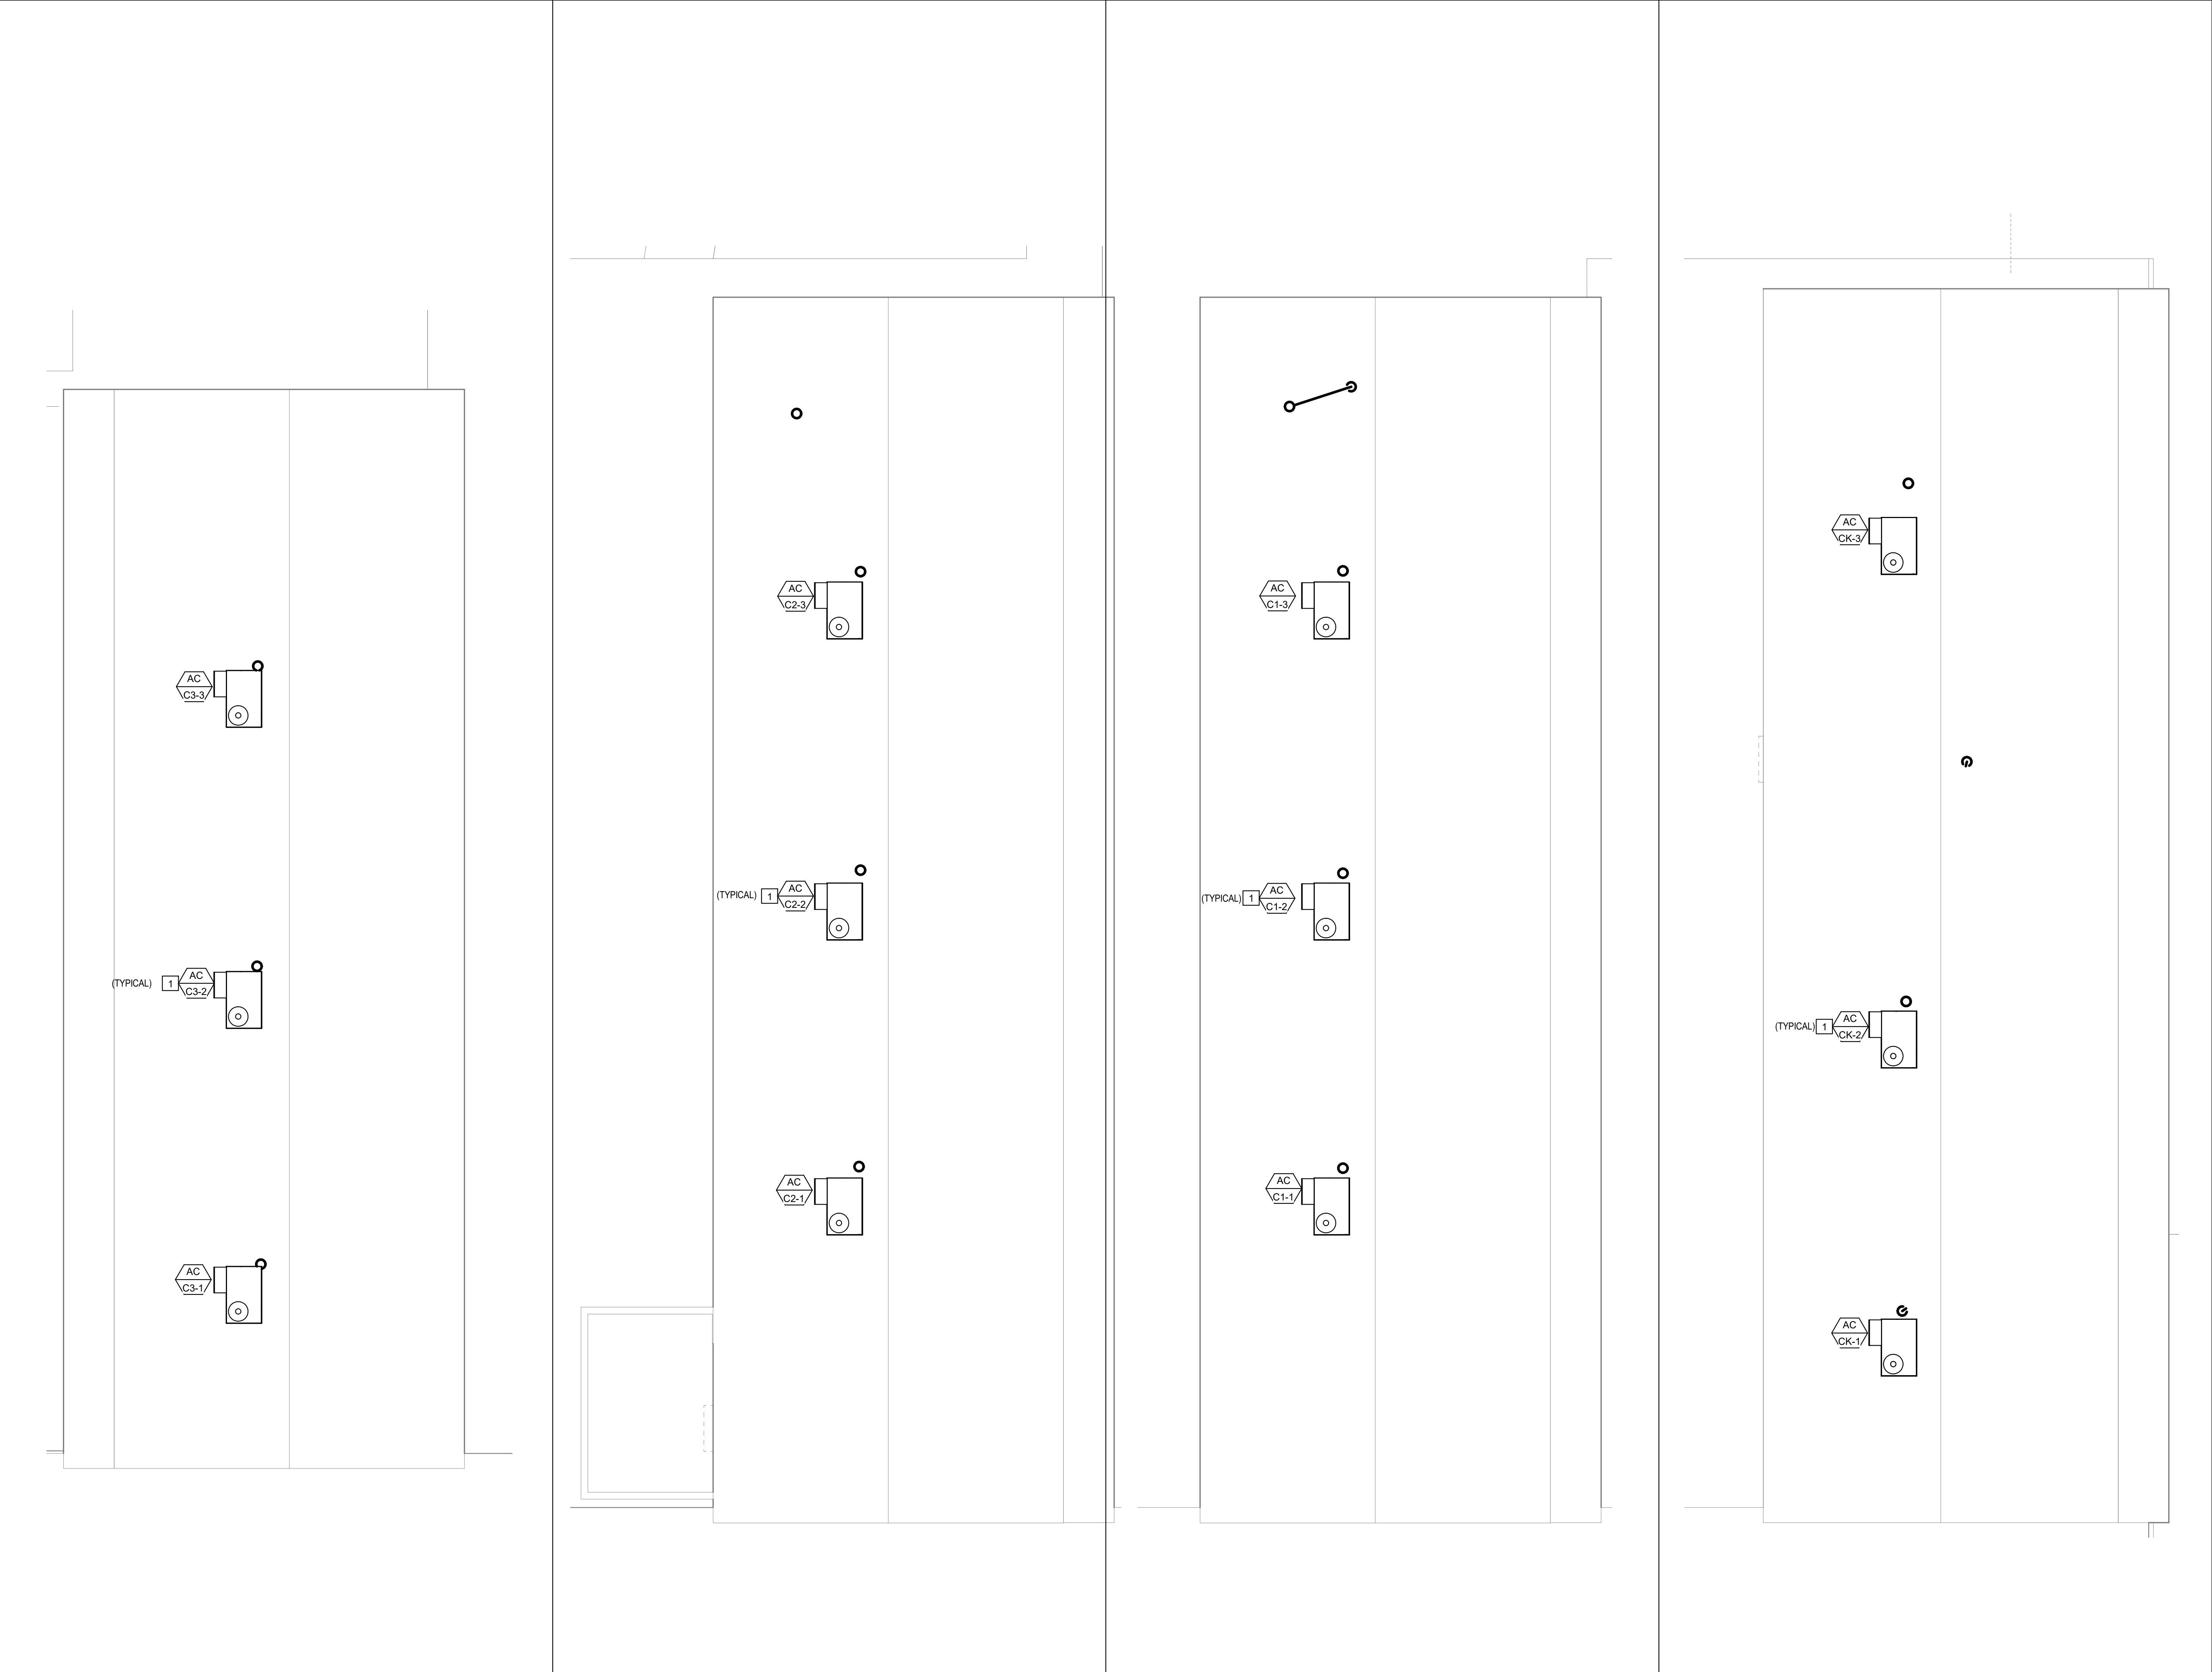 AC
C3-3
(TYPICAL) 1 AC
C3-2
AC
C3-1
AC
C2-3
(TYPICAL) 1 AC
C2-2
AC
C2-1
AC
C1-3
(TYPICAL) 1 AC
C1-2
AC
C1-1
AC
CK-3
(TYPICAL) 1 AC
CK-2
AC
CK-1